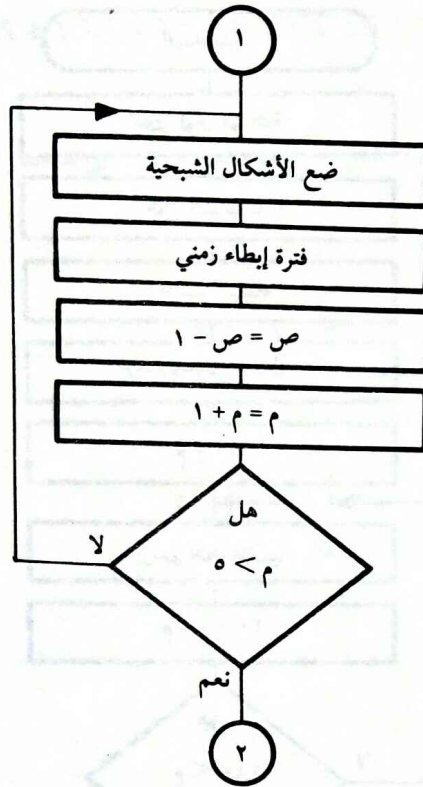 ١
ضع الأشكال الشبحية
فترة إبطاء زمني
ص = ص - ١
م = م + ١
هل
م > ٥
لا
نعم
٢